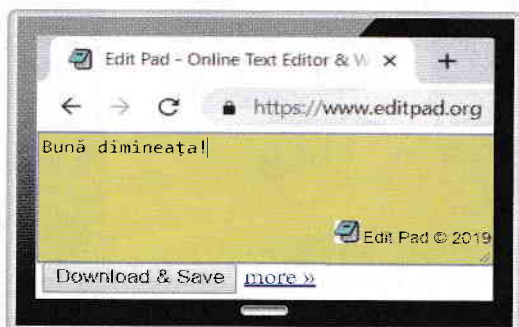 Edit Pad - Online Text Editor & W
https://www.editpad.org
Bună dimineața!
Edit Pad © 2019
Download & Save more »